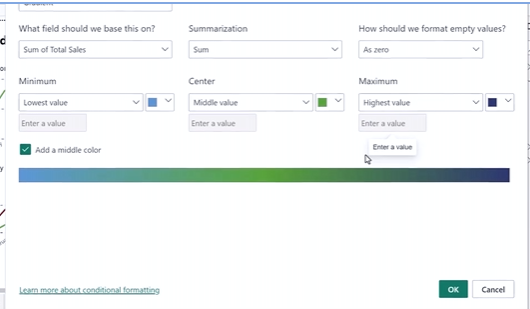 What field should we base this on?
Summarization
How should we format empty values?
Sum of Total Sales
Sum
As zero
Minimum
Center
Maximum
Lowest value
Middle value
Highest value
Enter a value
Enter a value
Enter a value
Enter a value
Add a middle color
Learn more about conditional formatting
OK
Cancel